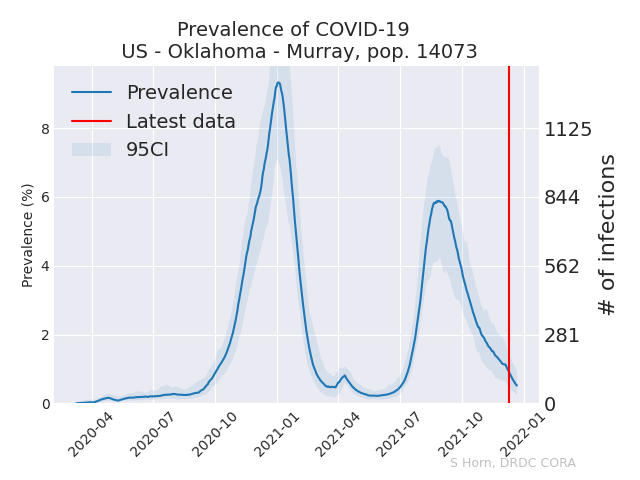 Prevalence of COVID-19
US - Oklahoma - Murray, pop. 14073
Prevalence
Latest data
95CI
Prevalence (%)
8
6
4
2
0
1125
844
562
281
0
# of infections
2020-04
2020-07
2020-10
2021-01
2021-04
2021-07
2021-10
2022-01
S Horn, DRDC CORA